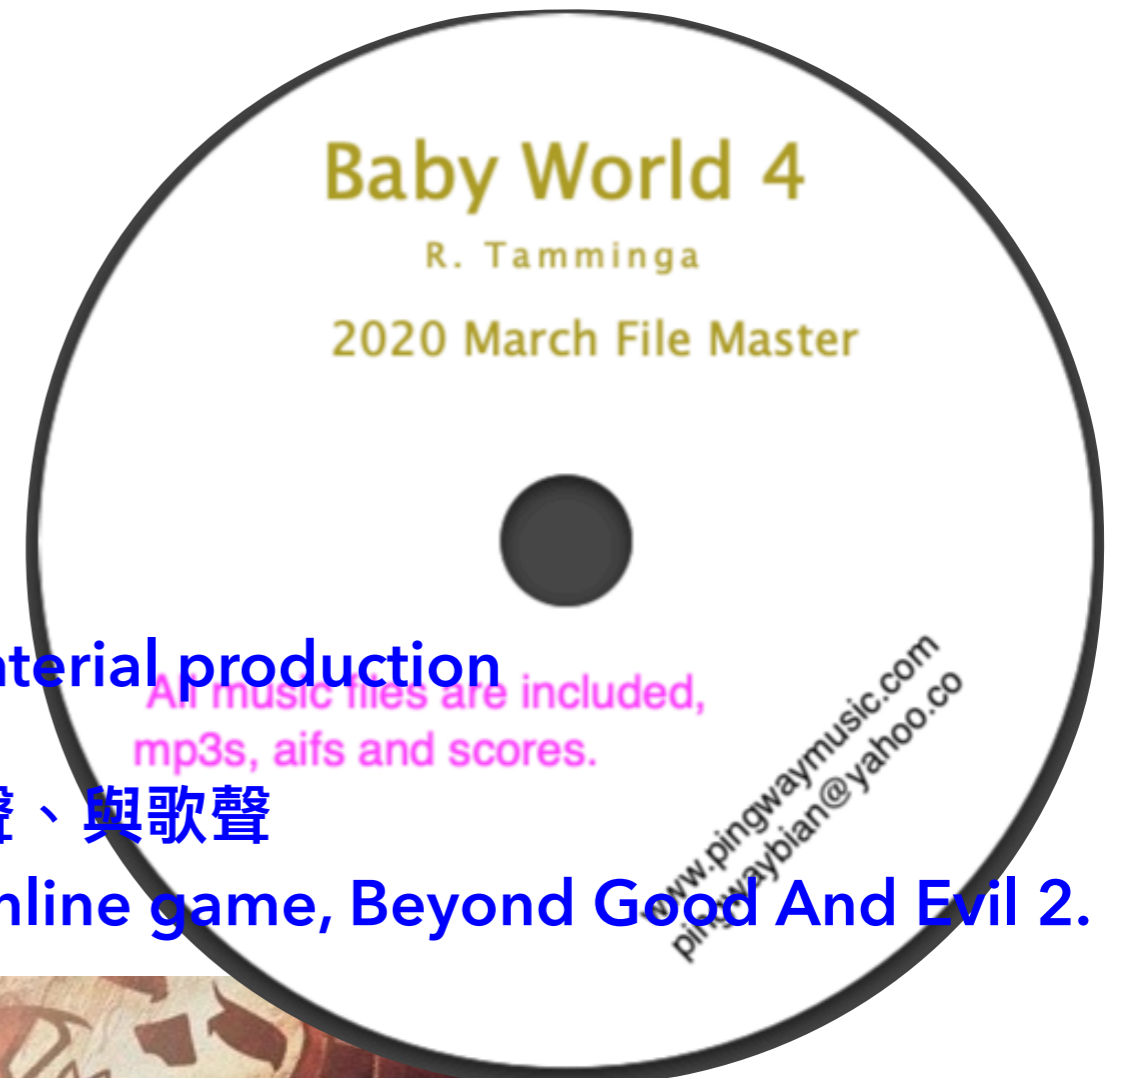 Baby World 4
R. Tamminga
2020 March File Master
aterial production
All music files are included,
mp3s, aifs and scores.
www.pingwaymusic.com
pingwaybian@yahoo.co
、與歌聲
nline game, Beyond Good And Evil 2.